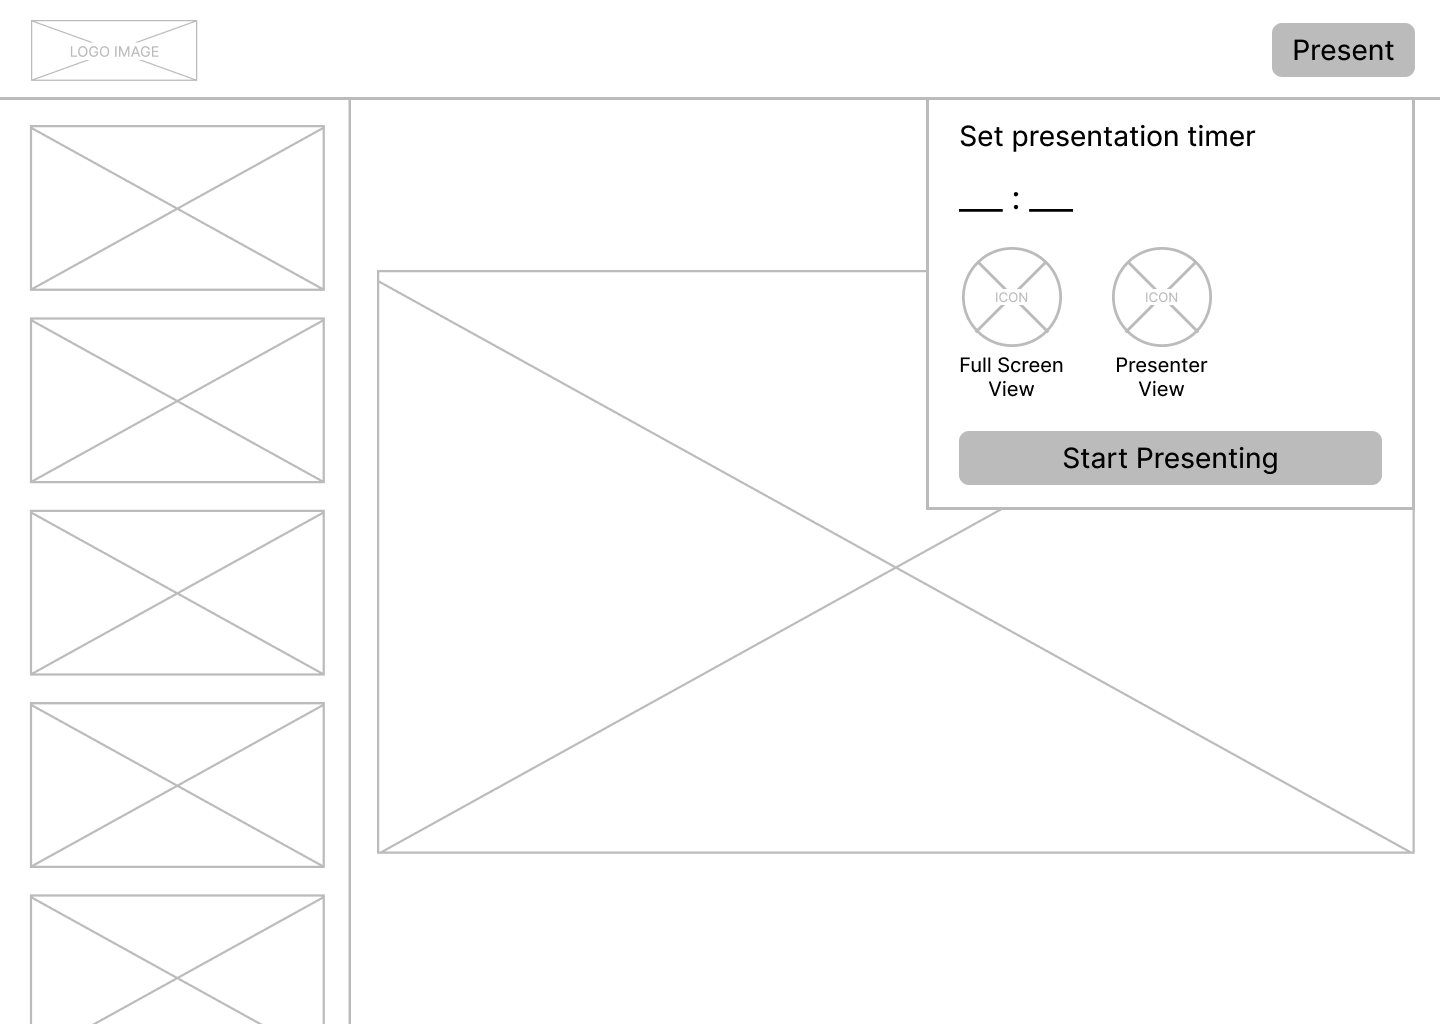 LOGO IMAGE
Present
Set presentation timer
__ : __
ICON
ICON
Full Screen
View
Presenter
View
Start Presenting